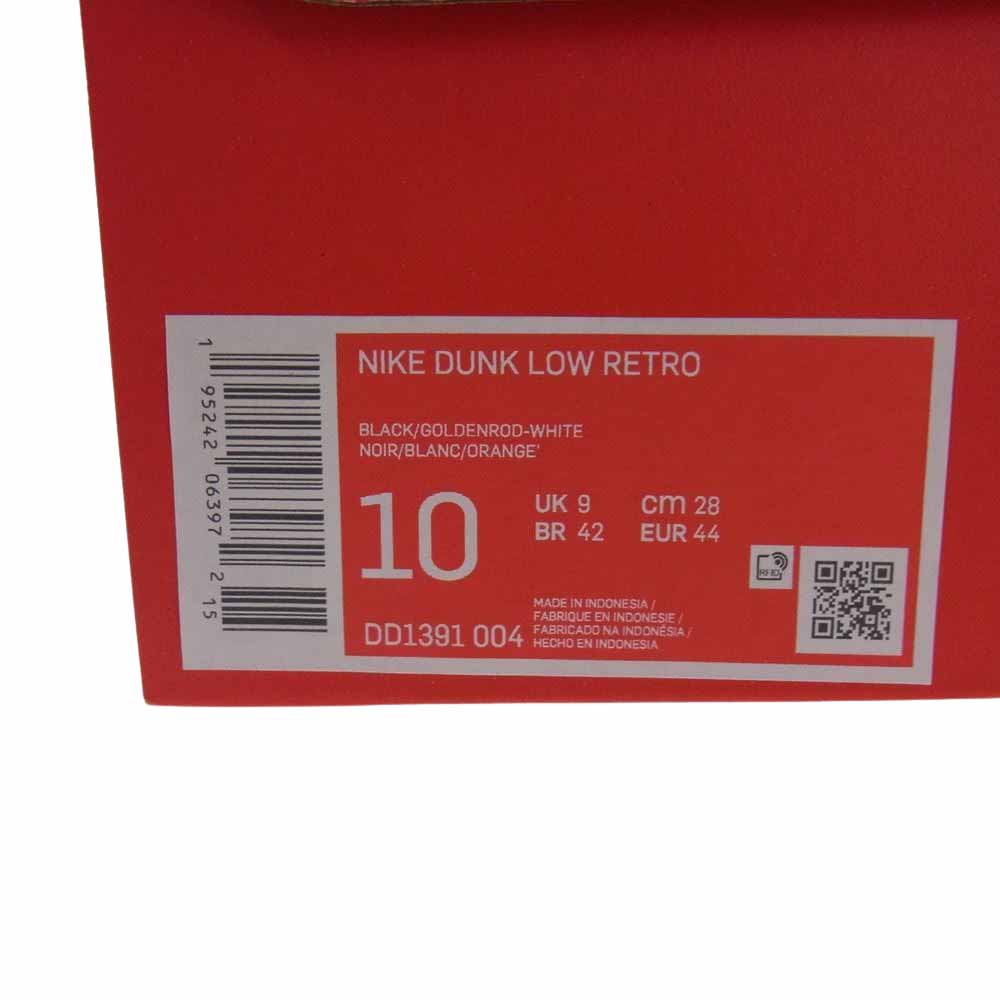 NIKE DUNK LOW RETRO
BLACK/GOLDENROD-WHITE
NOIR/BLANC/ORANGE'
10
UK 9 cm 28
BR 42 EUR 44
DD1391 004
MADE IN INDONESIA /
FABRIQUE EN INDONESIE /
FABRICADO NA INDONÉSIA /
HECHO EN INDONESIA
RFID
1 95242 06397 2 15